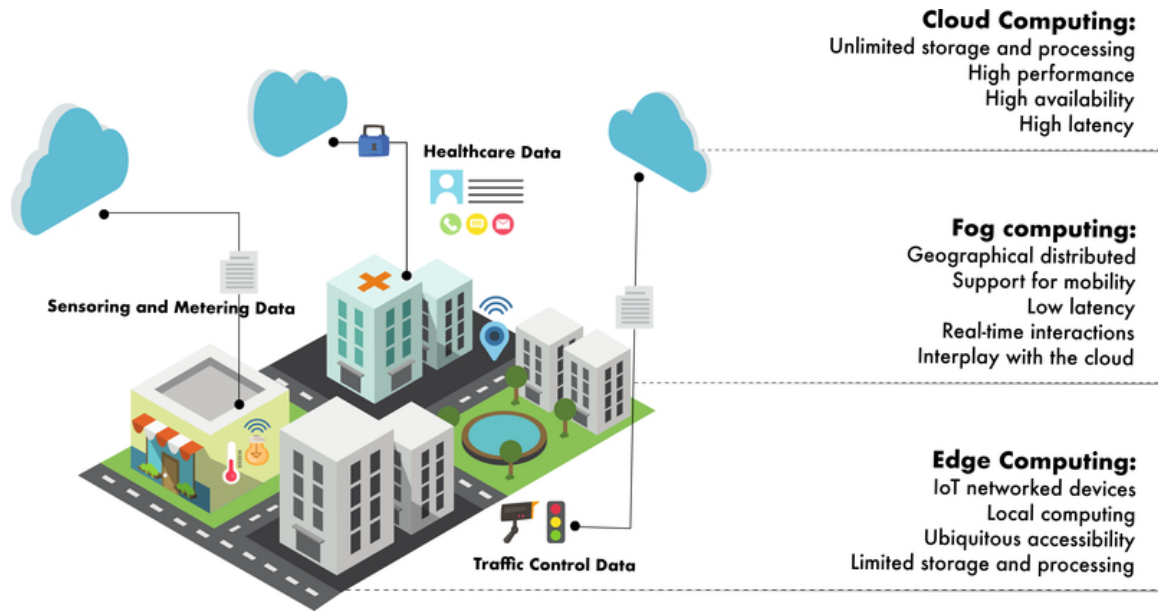 Cloud Computing:
Unlimited storage and processing
High performance
High availability
High latency
Healthcare Data
Fog computing:
Geographical distributed
Support for mobility
Low latency
Real-time interactions
Interplay with the cloud
Sensoring and Metering Data
Edge Computing:
IoT networked devices
Local computing
Ubiquitous accessibility
Limited storage and processing
Traffic Control Data